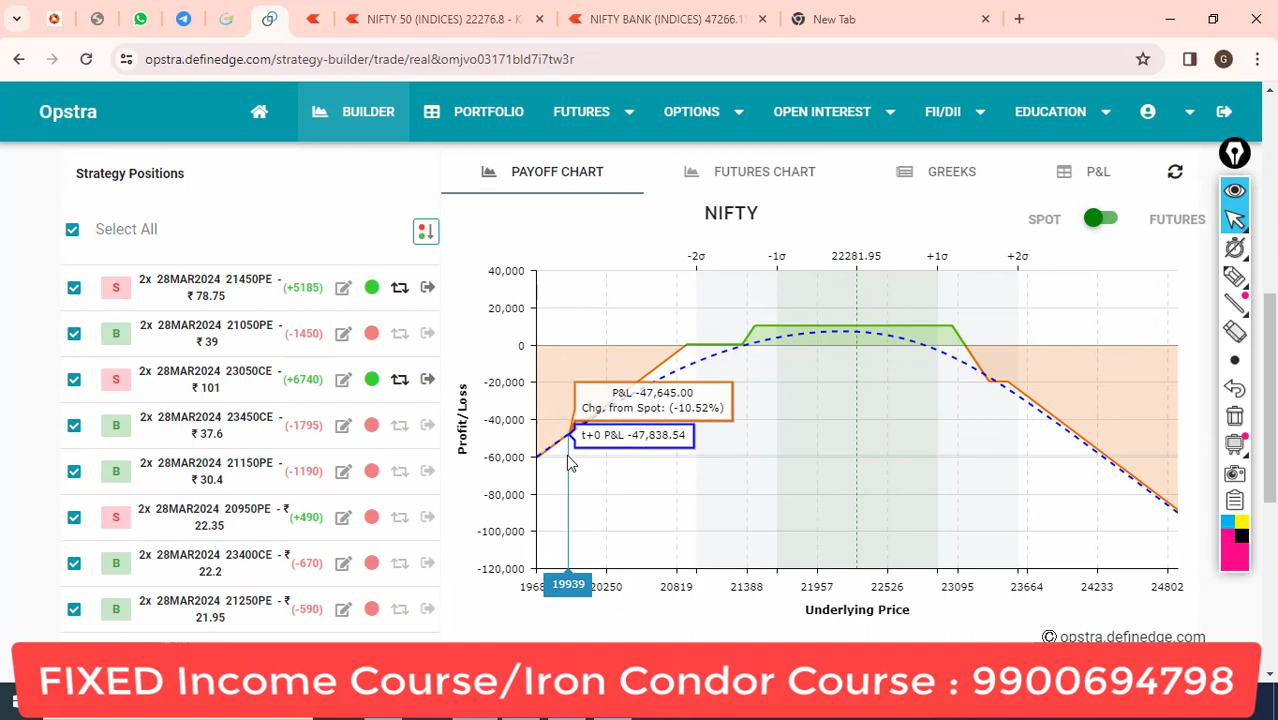 NIFTY 50 (INDICES) 22276.8 - K
NIFTY BANK (INDICES) 47266.1
New Tab
opstra.definedge.com/strategy-builder/trade/real&omjvo03171bld7i7tw3r
G
Opstra
BUILDER
PORTFOLIO
FUTURES
OPTIONS
OPEN INTEREST
FII/DII
EDUCATION
Strategy Positions
PAYOFF CHART
FUTURES CHART
GREEKS
P&L
NIFTY
SPOT
FUTURES
Select All
S
2x 28MAR2024 21450PE -
₹ 78.75
(+5185)
B
2x 28MAR2024 21050PE -
₹ 39
(-1450)
S
2x 28MAR2024 23050CE -
₹ 101
(+6740)
B
2x 28MAR2024 23450CE -
₹ 37.6
(-1795)
B
2x 28MAR2024 21150PE -
₹ 30.4
(-1190)
S
2x 28MAR2024 20950PE - ₹
22.35
(+490)
B
2x 28MAR2024 23400CE - ₹
22.2
(-670)
B
2x 28MAR2024 21250PE - ₹
21.95
(-590)
-2σ
-1σ
22281.95
+1σ
+2σ
40,000
20,000
0
-20,000
-40,000
-60,000
-80,000
-100,000
-120,000
Profit/Loss
P&L -47,645.00
Chg. from Spot: (-10.52%)
t+0 P&L -47,838.54
1968
19939
20250
20819
21388
21957
22526
23095
23664
24233
24802
Underlying Price
© opstra.definedge.com
FIXED Income Course/Iron Condor Course : 9900694798